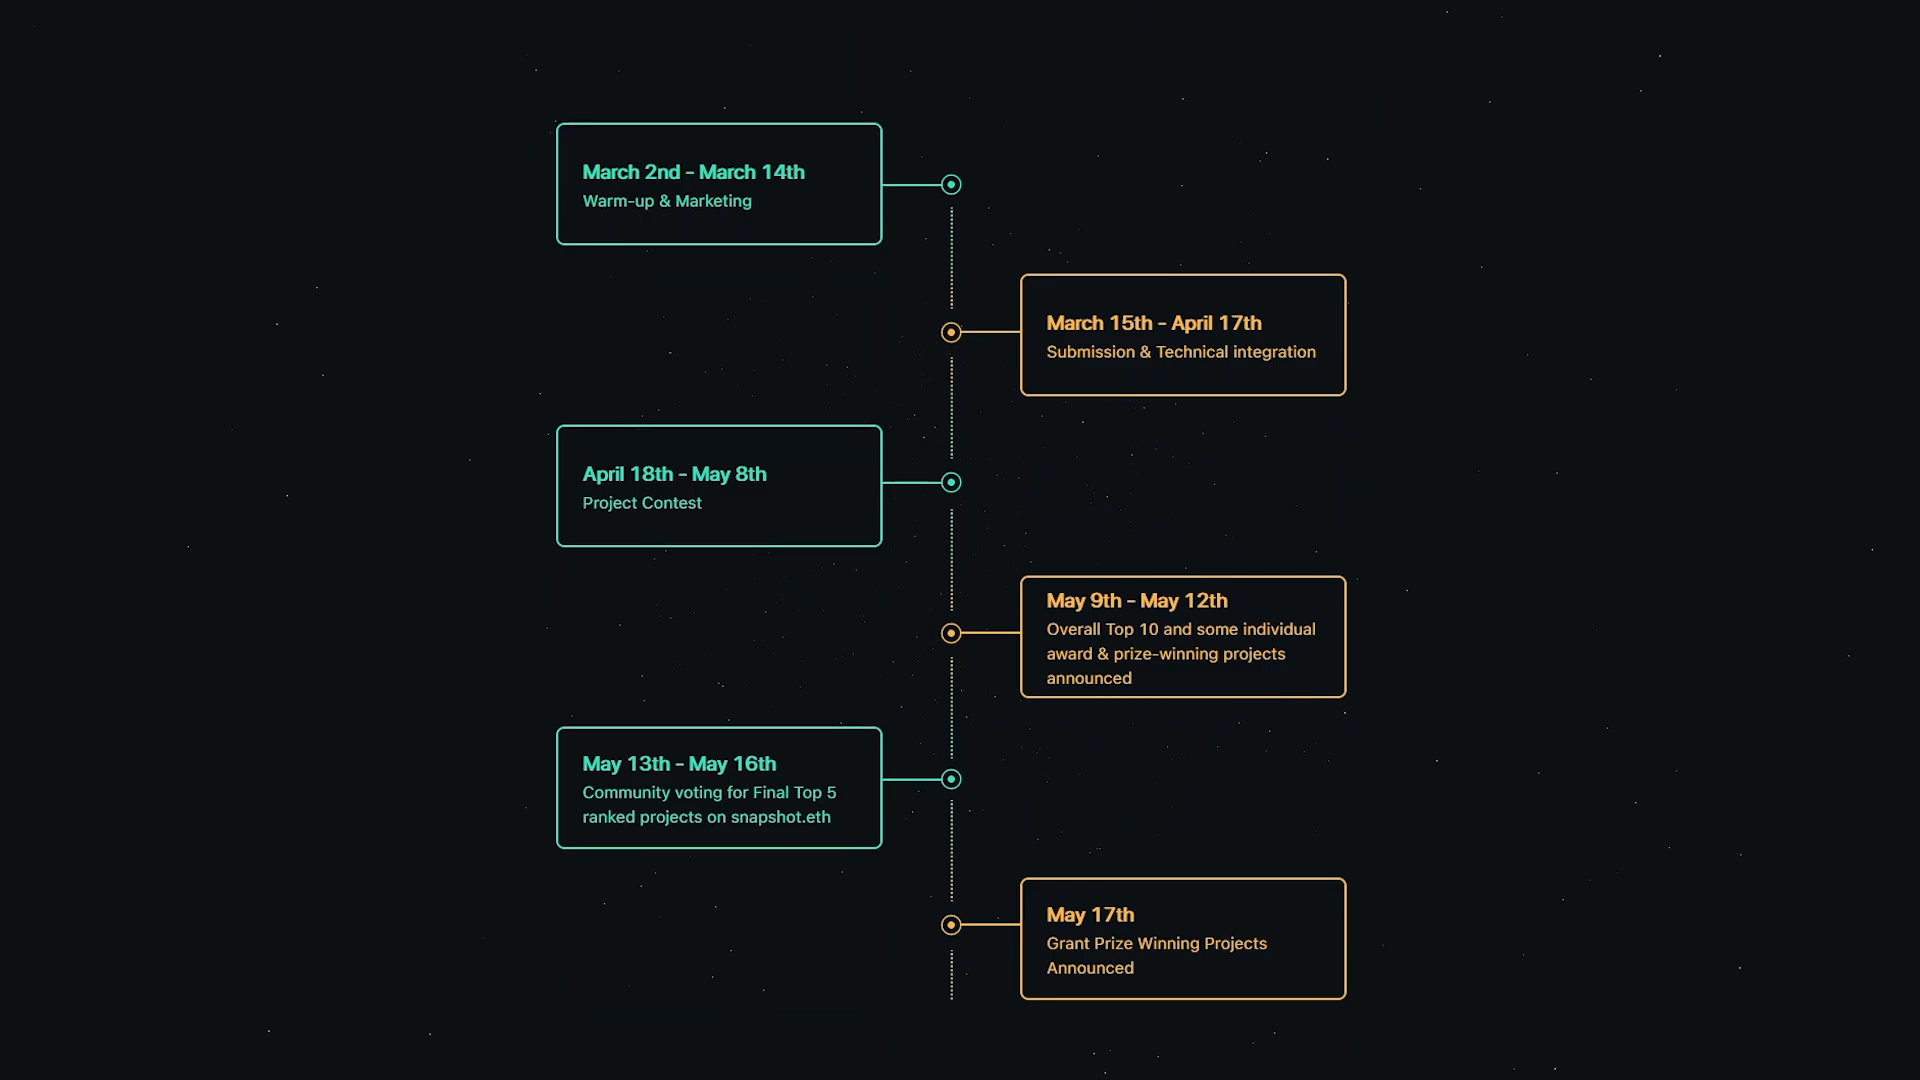 March 2nd - March 14th
Warm-up & Marketing
March 15th - April 17th
Submission & Technical integration
April 18th - May 8th
Project Contest
May 9th - May 12th
Overall Top 10 and some individual
award & prize-winning projects
announced
May 13th - May 16th
Community voting for Final Top 5
ranked projects on snapshot.eth
May 17th
Grant Prize Winning Projects
Announced